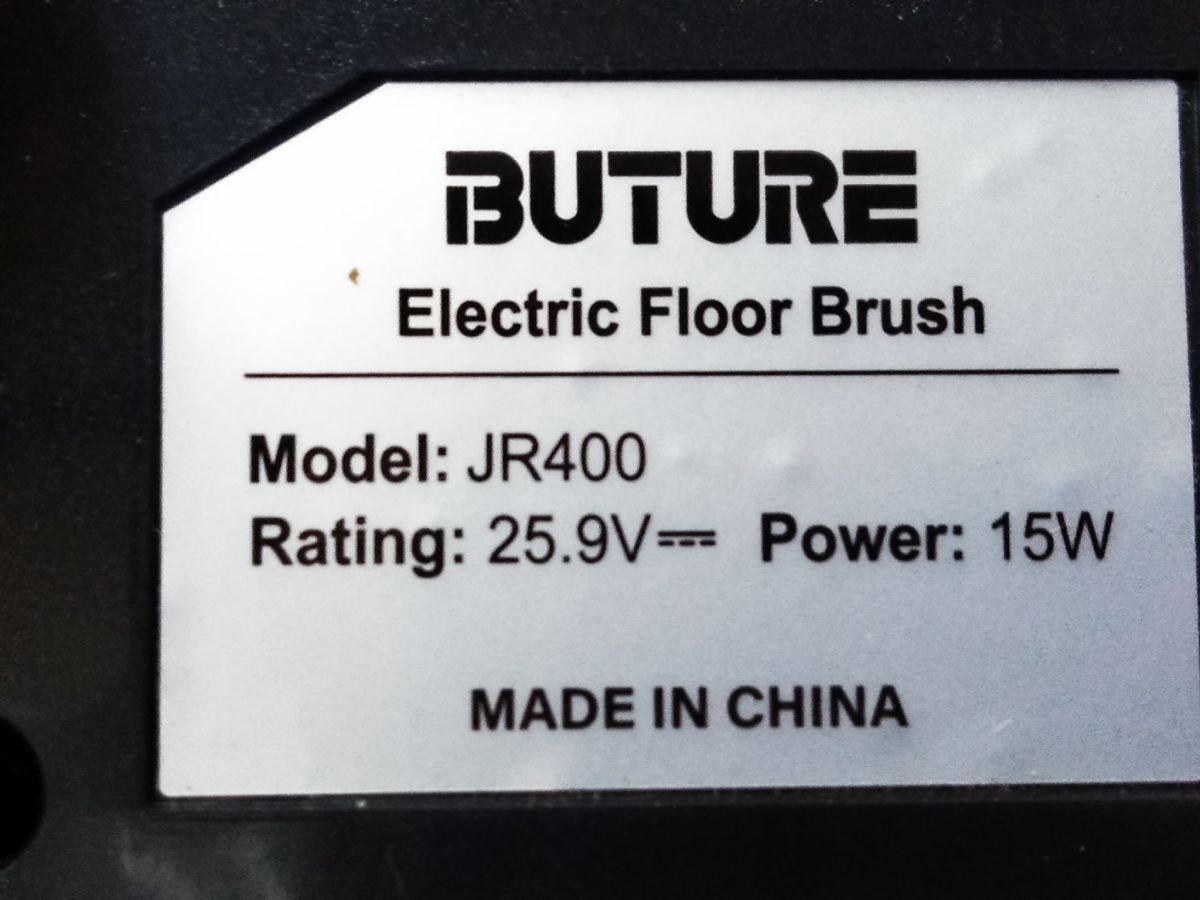 BUTURE
Electric Floor Brush
Model: JR400
Rating: 25.9V⎓ Power: 15W
MADE IN CHINA